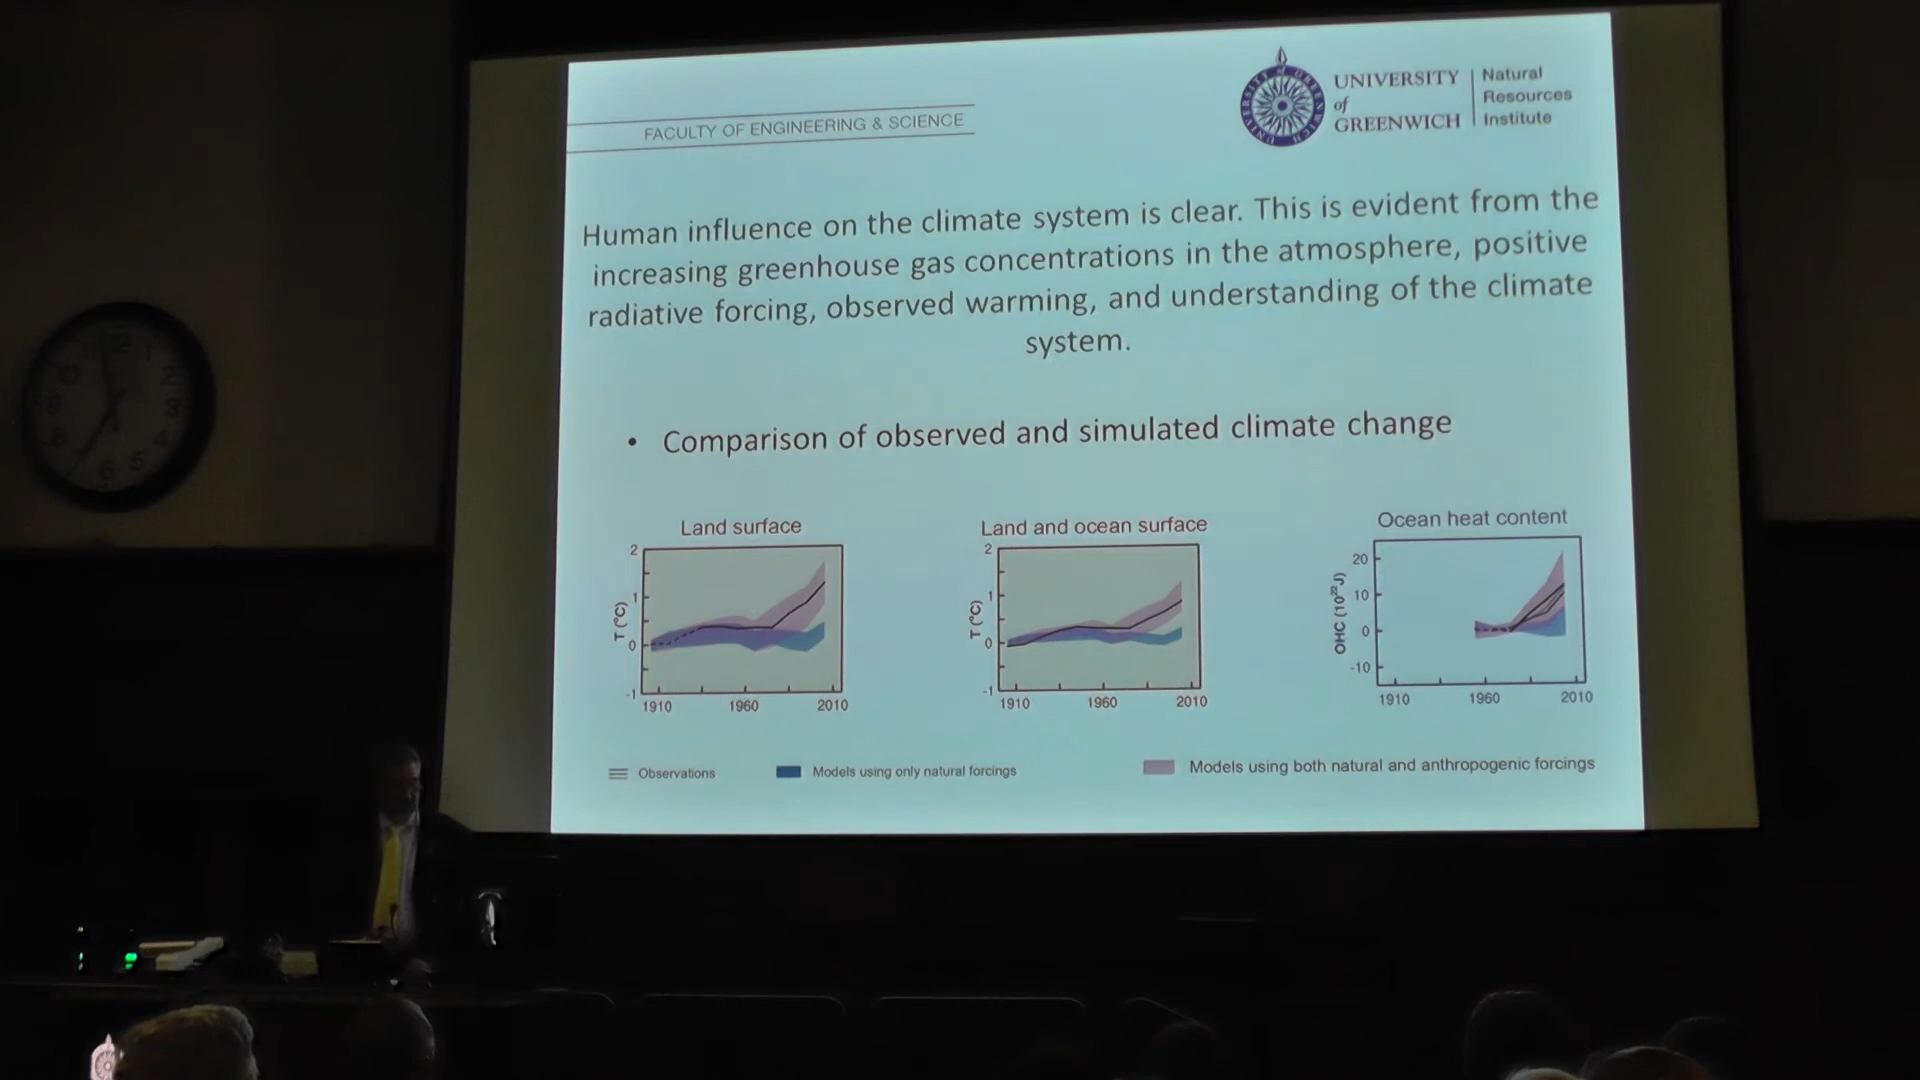 FACULTY OF ENGINEERING & SCIENCE
UNIVERSITY of GREENWICH
Natural Resources Institute
Human influence on the climate system is clear. This is evident from the
increasing greenhouse gas concentrations in the atmosphere, positive
radiative forcing, observed warming, and understanding of the climate
system.
• Comparison of observed and simulated climate change
Land surface
2
1
0
-1
T (°C)
1910 1960 2010
Land and ocean surface
2
1
0
-1
T (°C)
1910 1960 2010
Ocean heat content
20
10
0
-10
OHC (10²²J)
1910 1960 2010
Observations
Models using only natural forcings
Models using both natural and anthropogenic forcings